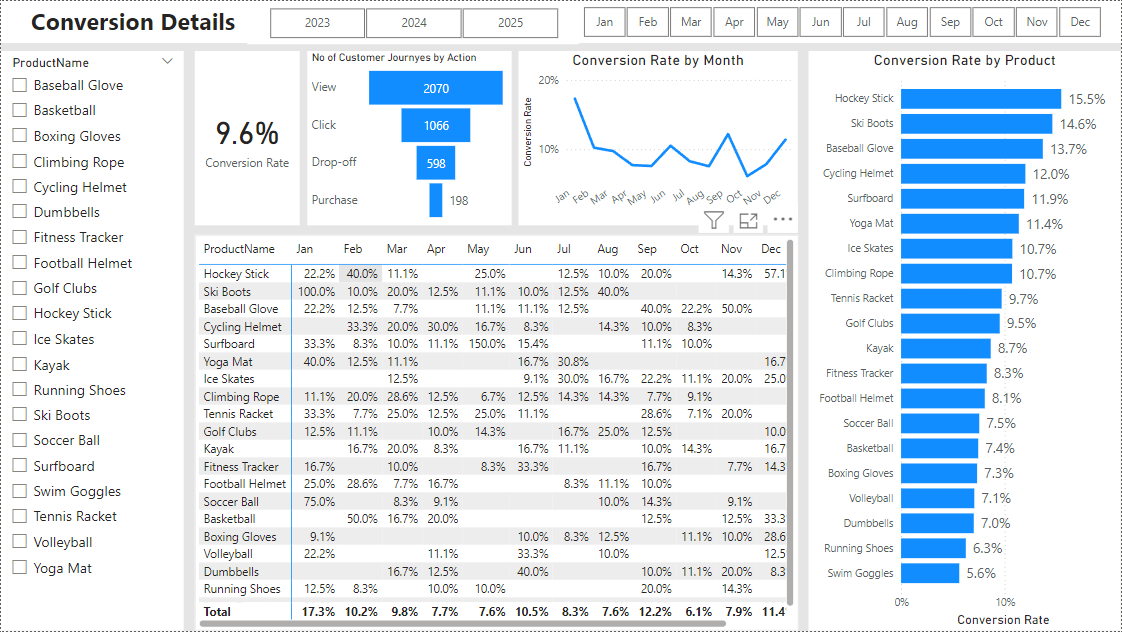 Conversion Details
2023 2024 2025
Jan Feb Mar Apr May Jun Jul Aug Sep Oct Nov Dec
ProductName
Baseball Glove
Basketball
Boxing Gloves
Climbing Rope
Cycling Helmet
Dumbbells
Fitness Tracker
Football Helmet
Golf Clubs
Hockey Stick
Ice Skates
Kayak
Running Shoes
Ski Boots
Soccer Ball
Surfboard
Swim Goggles
Tennis Racket
Volleyball
Yoga Mat
9.6%
Conversion Rate
No of Customer Journyes by Action
View 2070
Click 1066
Drop-off 598
Purchase 198
Conversion Rate by Month
Conversion Rate
20%
10%
Jan Feb Mar Apr May Jun Jul Aug Sep Oct Nov Dec
ProductName Jan Feb Mar Apr May Jun Jul Aug Sep Oct Nov Dec
Hockey Stick 22.2% 40.0% 11.1% 25.0% 12.5% 10.0% 20.0% 14.3% 57.1
Ski Boots 100.0% 10.0% 20.0% 12.5% 11.1% 10.0% 12.5% 40.0%
Baseball Glove 22.2% 12.5% 7.7% 11.1% 11.1% 12.5% 40.0% 22.2% 50.0%
Cycling Helmet 33.3% 20.0% 30.0% 16.7% 8.3% 14.3% 10.0% 8.3%
Surfboard 33.3% 8.3% 10.0% 11.1% 150.0% 15.4% 11.1% 10.0%
Yoga Mat 40.0% 12.5% 11.1% 16.7% 30.8% 16.7
Ice Skates 12.5% 9.1% 30.0% 16.7% 22.2% 11.1% 20.0% 25.0
Climbing Rope 11.1% 20.0% 28.6% 12.5% 6.7% 12.5% 14.3% 14.3% 7.7% 9.1%
Tennis Racket 33.3% 7.7% 25.0% 12.5% 25.0% 11.1% 28.6% 7.1% 20.0%
Golf Clubs 12.5% 11.1% 10.0% 14.3% 16.7% 25.0% 12.5% 10.0
Kayak 16.7% 20.0% 8.3% 16.7% 11.1% 10.0% 14.3% 16.7
Fitness Tracker 16.7% 10.0% 8.3% 33.3% 16.7% 7.7% 14.3
Football Helmet 25.0% 28.6% 7.7% 16.7% 8.3% 11.1% 10.0%
Soccer Ball 75.0% 8.3% 9.1% 10.0% 14.3% 9.1%
Basketball 50.0% 16.7% 20.0% 12.5% 12.5% 33.3
Boxing Gloves 9.1% 10.0% 8.3% 12.5% 11.1% 10.0% 28.6
Volleyball 22.2% 11.1% 33.3% 10.0% 12.5
Dumbbells 16.7% 12.5% 40.0% 10.0% 11.1% 20.0% 8.3
Running Shoes 12.5% 8.3% 10.0% 10.0% 20.0% 14.3%
Total 17.3% 10.2% 9.8% 7.7% 7.6% 10.5% 8.3% 7.6% 12.2% 6.1% 7.9% 11.4
Conversion Rate by Product
Hockey Stick 15.5%
Ski Boots 14.6%
Baseball Glove 13.7%
Cycling Helmet 12.0%
Surfboard 11.9%
Yoga Mat 11.4%
Ice Skates 10.7%
Climbing Rope 10.7%
Tennis Racket 9.7%
Golf Clubs 9.5%
Kayak 8.7%
Fitness Tracker 8.3%
Football Helmet 8.1%
Soccer Ball 7.5%
Basketball 7.4%
Boxing Gloves 7.3%
Volleyball 7.1%
Dumbbells 7.0%
Running Shoes 6.3%
Swim Goggles 5.6%
0% 10%
Conversion Rate